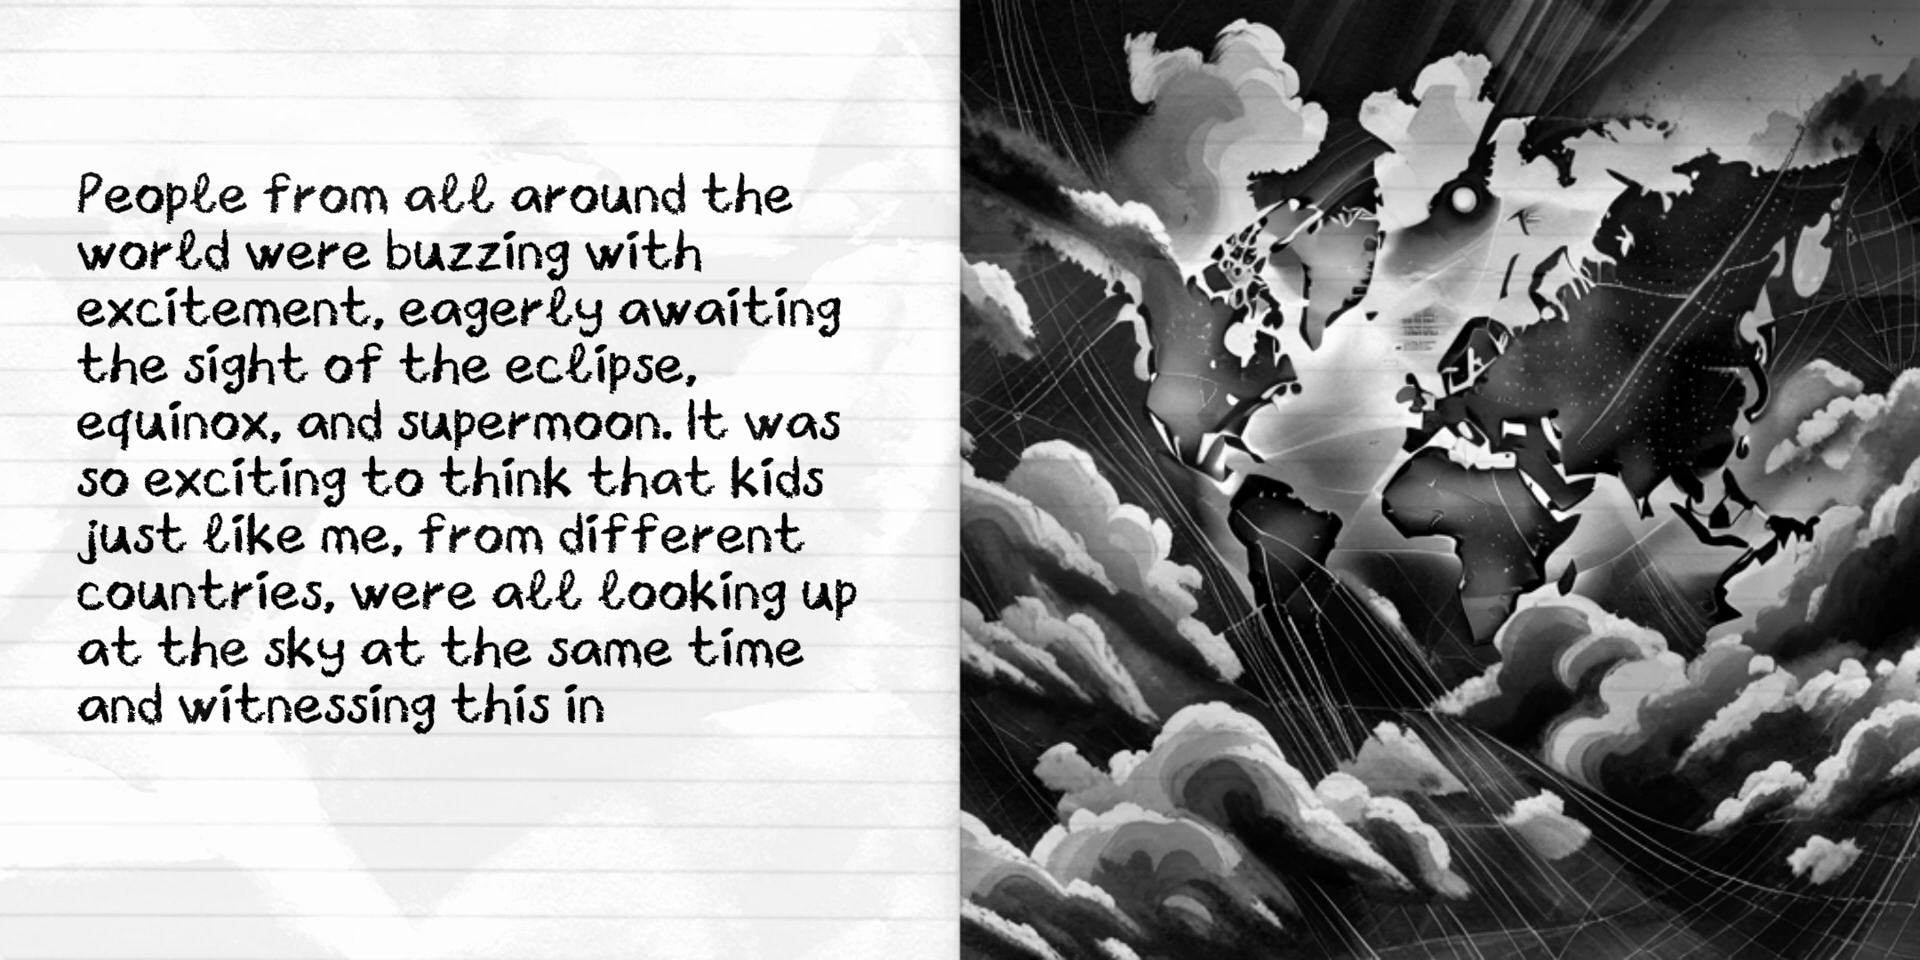 People from all around the
world were buzzing with
excitement, eagerly awaiting
the sight of the eclipse,
equinox, and supermoon. It was
so exciting to think that kids
just like me, from different
countries, were all looking up
at the sky at the same time
and witnessing this in